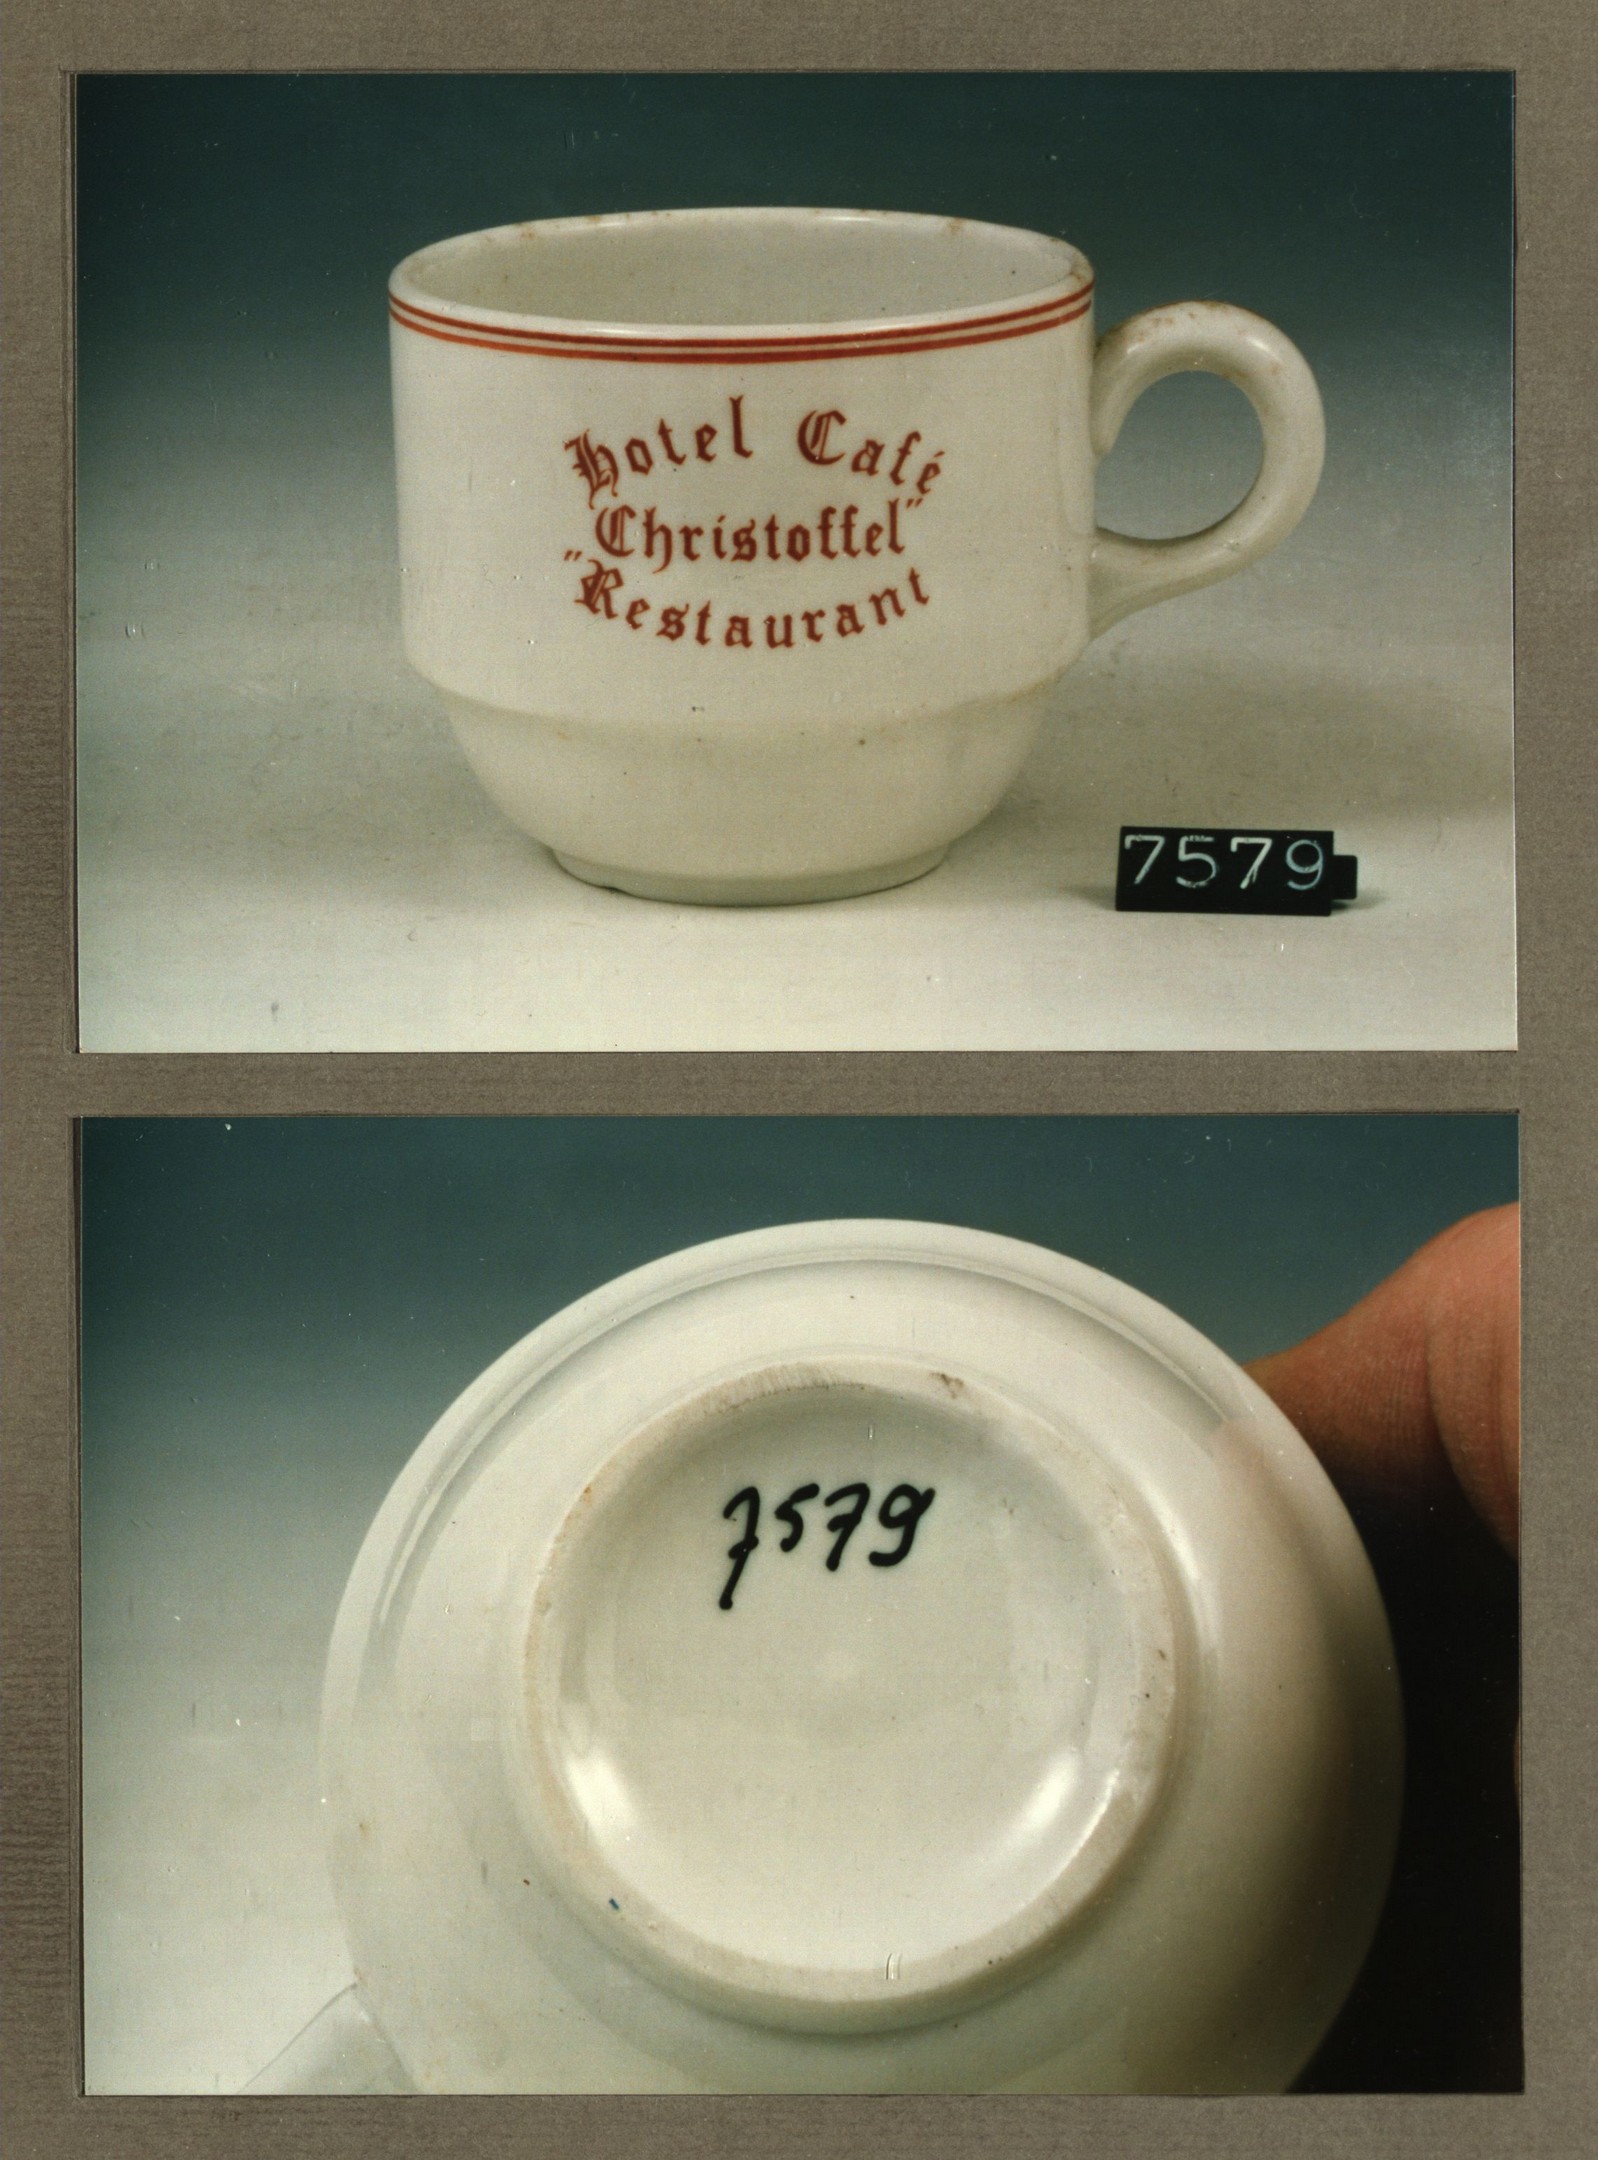 Hotel Café
„Christoffel"
Restaurant
7579
7579